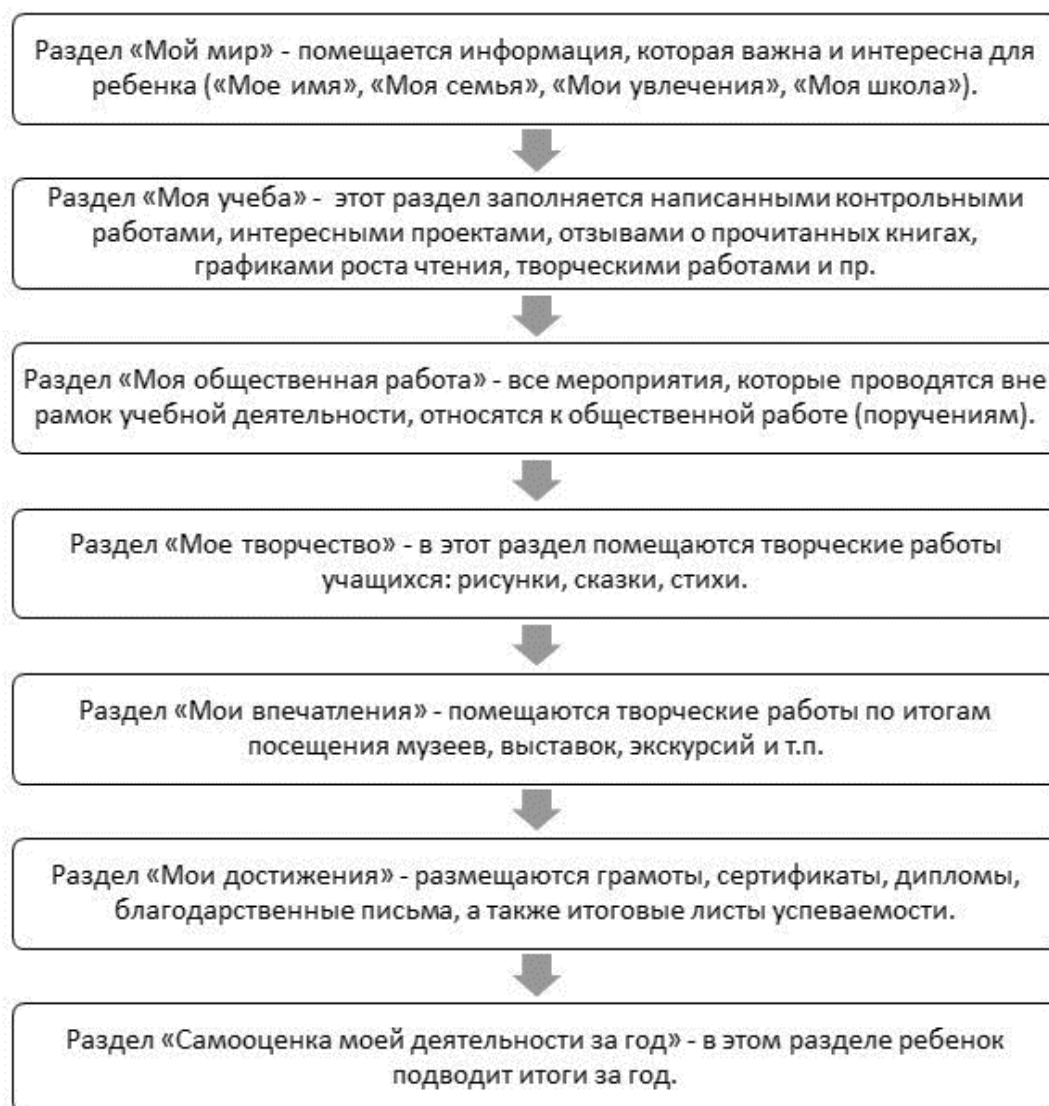 Раздел «Мой мир» - помещается информация, которая важна и интересна для
ребенка («Мое имя», «Моя семья», «Мои увлечения», «Моя школа»).
Раздел «Моя учеба» - этот раздел заполняется написанными контрольными
работами, интересными проектами, отзывами о прочитанных книгах,
графиками роста чтения, творческими работами и пр.
Раздел «Моя общественная работа» - все мероприятия, которые проводятся вне
рамок учебной деятельности, относятся к общественной работе (поручениям).
Раздел «Мое творчество» - в этот раздел помещаются творческие работы
учащихся: рисунки, сказки, стихи.
Раздел «Мои впечатления» - помещаются творческие работы по итогам
посещения музеев, выставок, экскурсий и т.п.
Раздел «Мои достижения» - размещаются грамоты, сертификаты, дипломы,
благодарственные письма, а также итоговые листы успеваемости.
Раздел «Самооценка моей деятельности за год» - в этом разделе ребенок
подводит итоги за год.